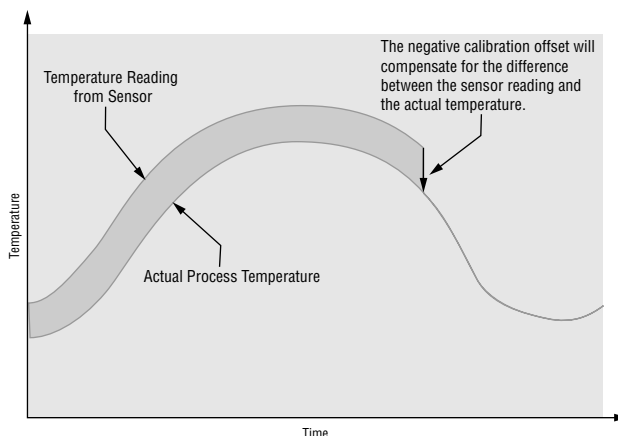 The negative calibration offset will
compensate for the difference
between the sensor reading and
the actual temperature.
Temperature Reading
from Sensor
Temperature
Actual Process Temperature
Time